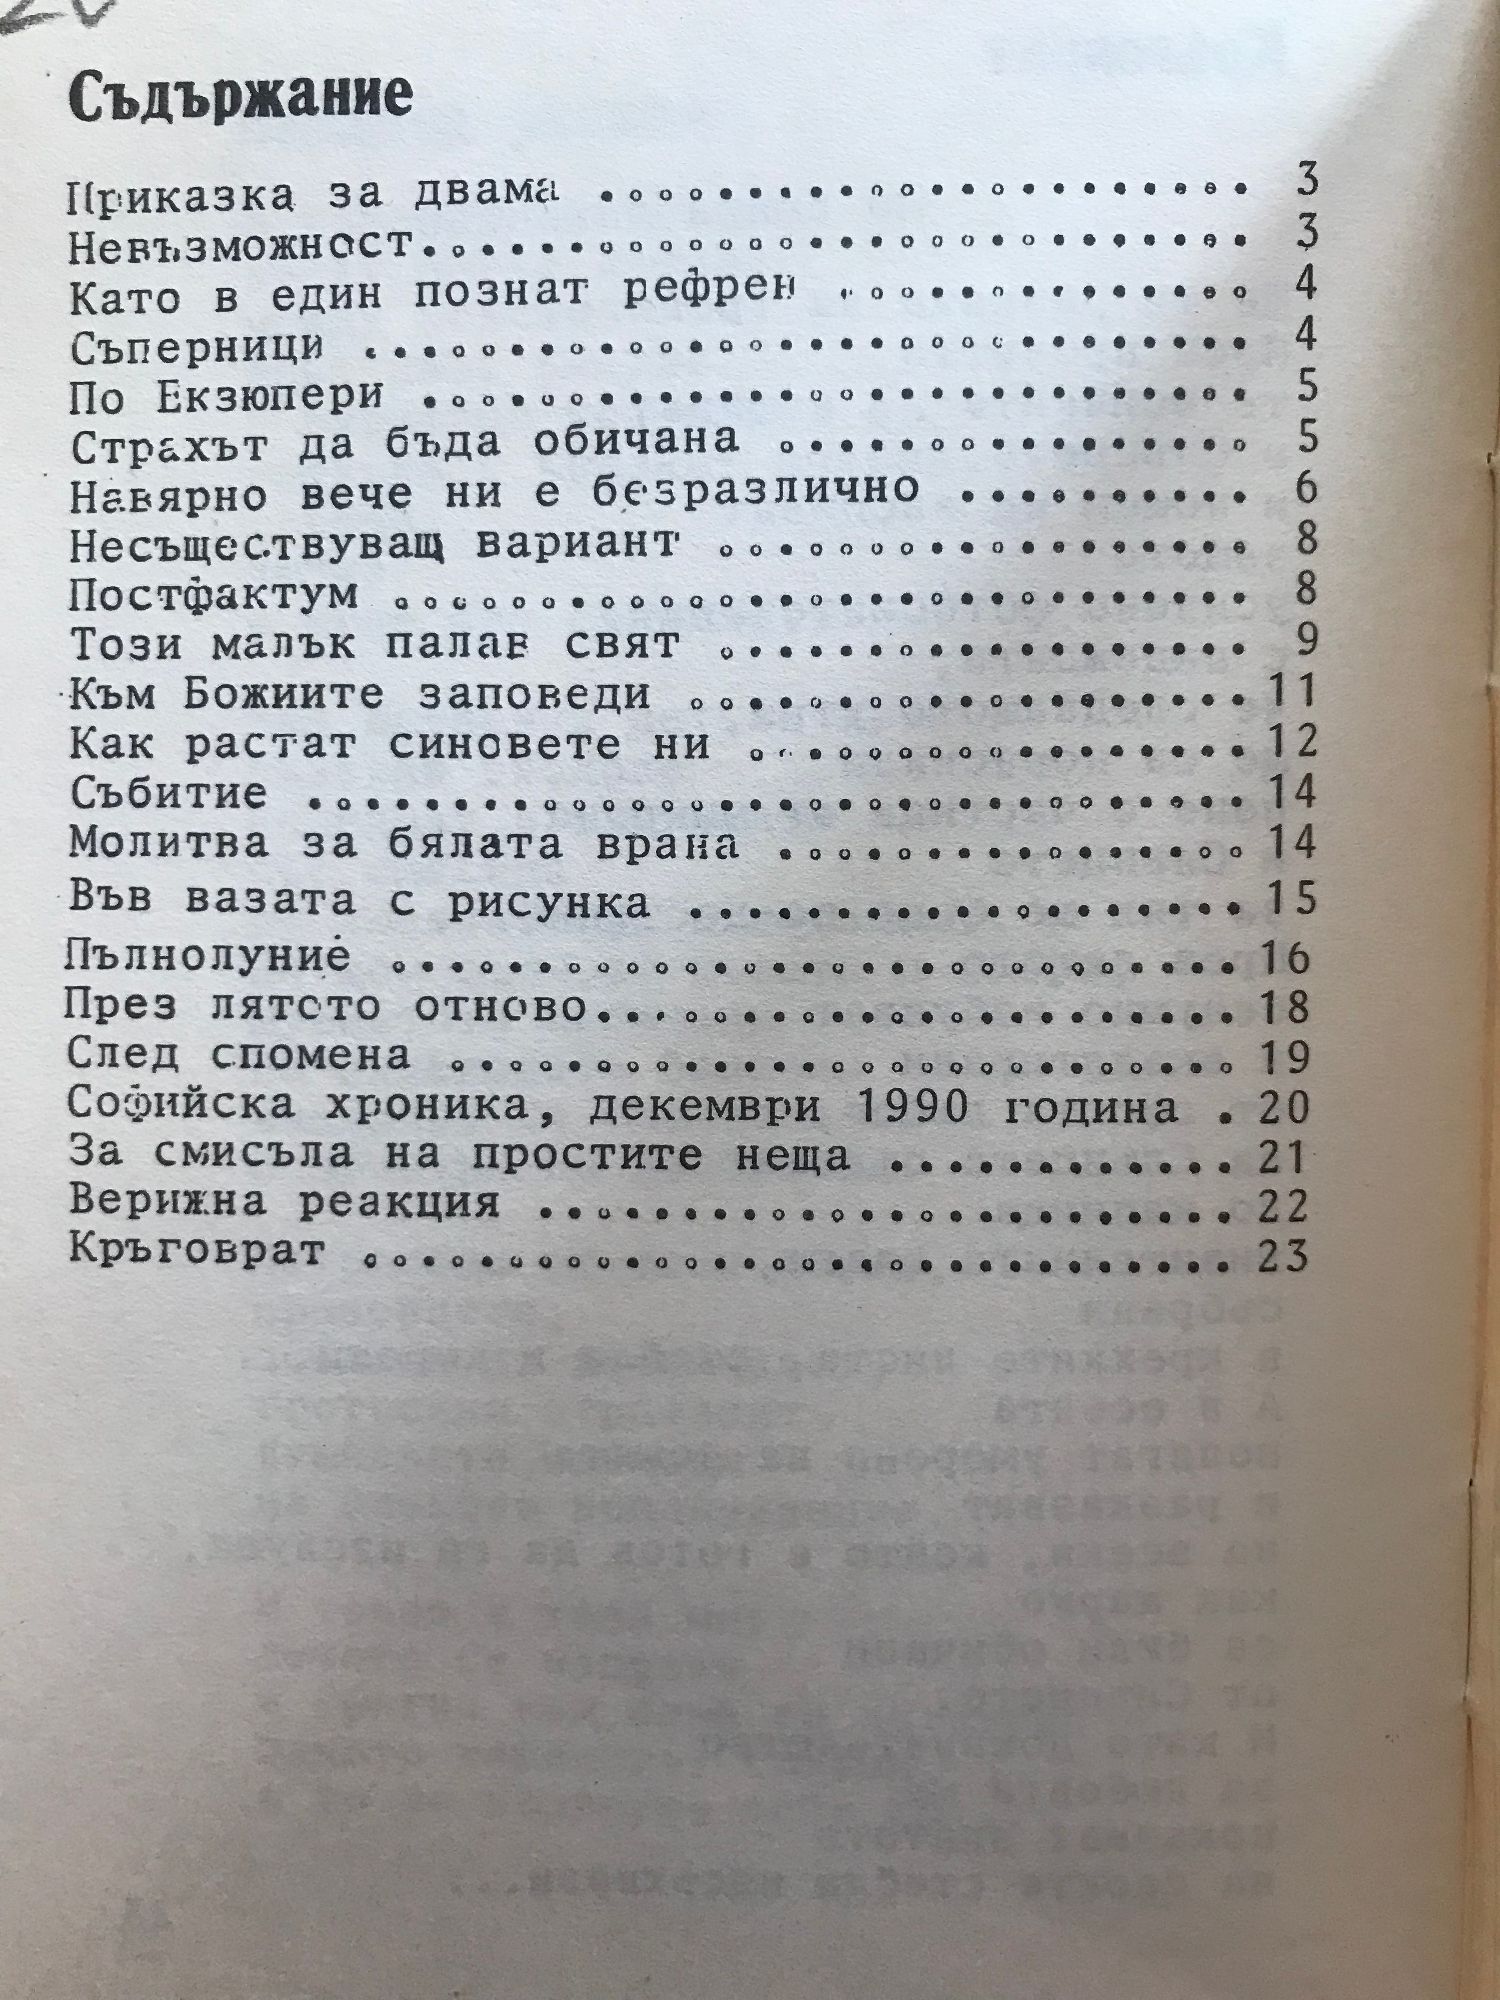 Съдържание
Приказка за двама ...................... 3
Невъзможност............................ 3
Като в един познат рефрен .............. 4
Съперници .............................. 4
По Екзюпери ............................ 5
Страхът да бъда обичана ................ 5
Навярно вече ни е безразлично .......... 6
Несъществуващ вариант .................. 8
Постфактум ............................. 8
Този малък палав свят .................. 9
Към Божиите заповеди ................... 11
Как растат синовете ни ................. 12
Събитие ................................ 14
Молитва за бялата врана ................ 14
Във вазата с рисунка ................... 15
Пълнолуние ............................. 16
През лятото отново...................... 18
След спомена ........................... 19
Софийска хроника, декември 1990 година . 20
За смисъла на простите неща ............ 21
Верижна реакция ........................ 22
Кръговрат .............................. 23